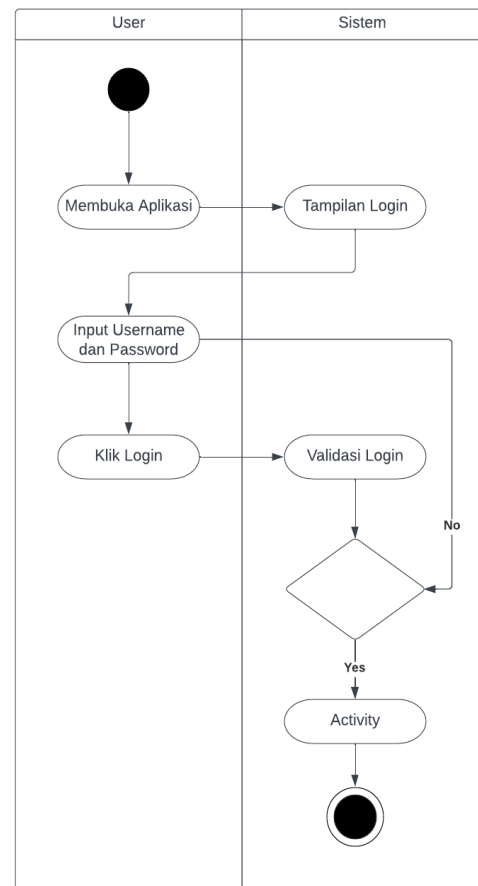 User
Sistem
Membuka Aplikasi
Tampilan Login
Input Username
dan Password
Klik Login
Validasi Login
No
Yes
Activity